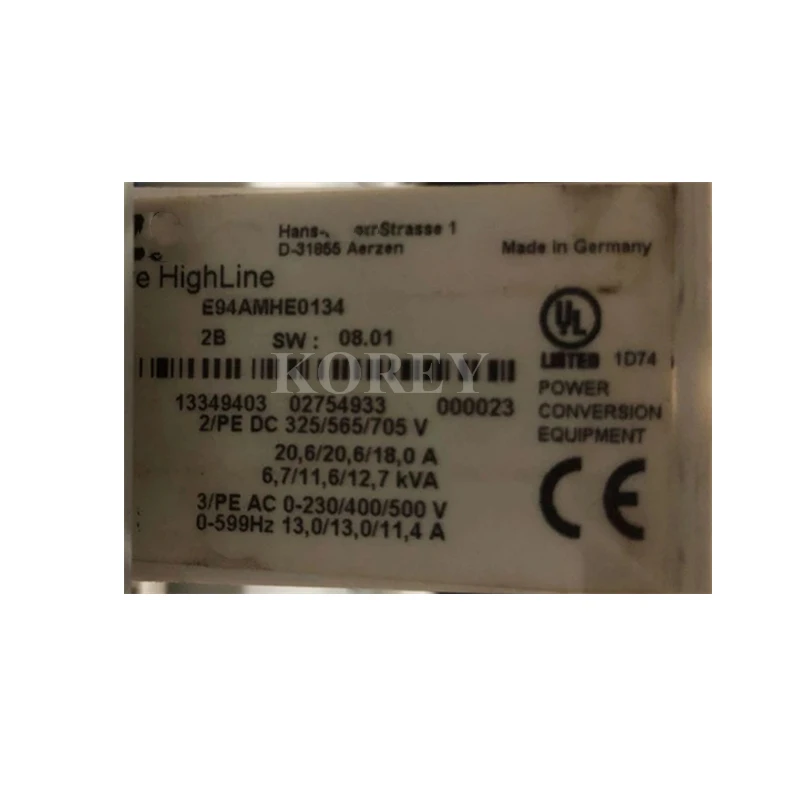 Strasse 1
D-31855 Aerzen
Made in Germany
HighLine
E94AMHE0134
2B SW: 08.01
UL
LISTED 1D74
KOREY
13349403 02754933 000023
POWER
CONVERSION
EQUIPMENT
2/PE DC 325/565/705 V
20,6/20,6/18,0 A
6,7/11,6/12,7 kVA
3/PE AC 0-230/400/500 V
0-599Hz 13,0/13,0/11,4 A
CE